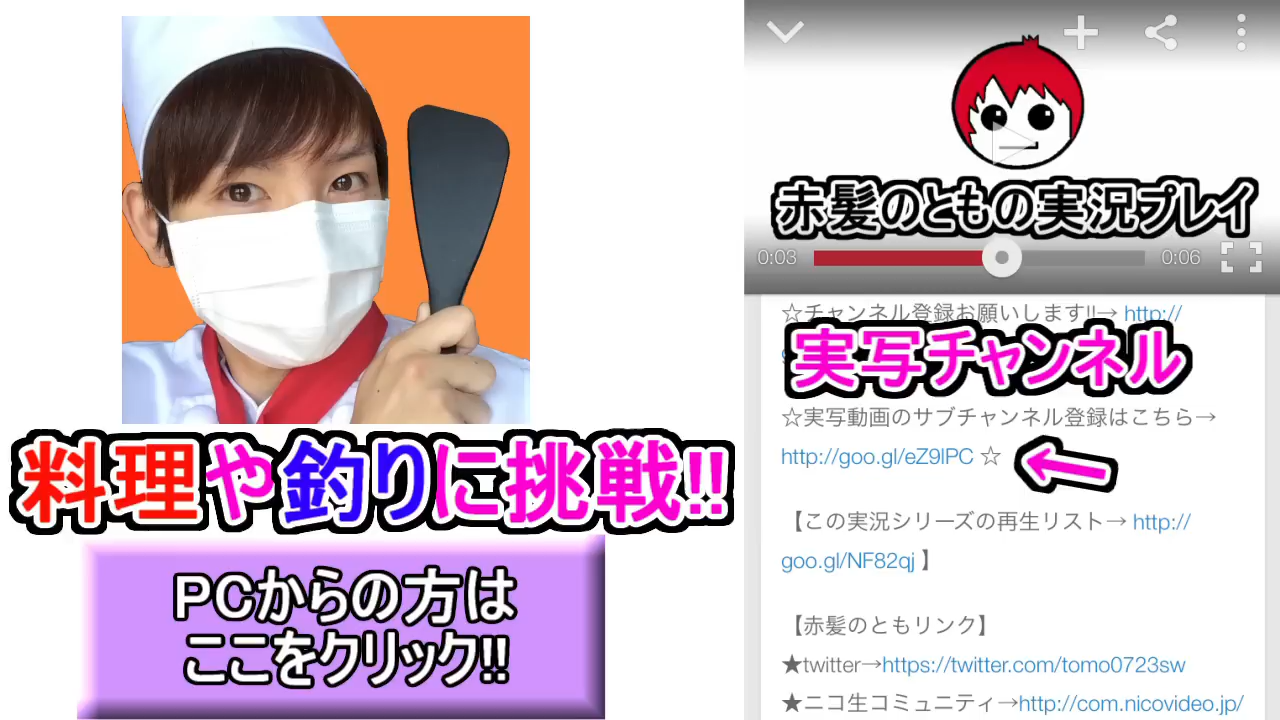 料理や釣りに挑戦!!
PCからの方は
ここをクリック!!
赤髪のともの実況プレイ
0:03
0:06
☆チャンネル登録お願いします!!→ http://
実写チャンネル
☆実写動画のサブチャンネル登録はこちら→
http://goo.gl/eZ9lPC ☆
【この実況シリーズの再生リスト→ http://
goo.gl/NF82qj 】
【赤髪のともリンク】
★twitter→https://twitter.com/tomo0723sw
★ニコ生コミュニティ→http://com.nicovideo.jp/